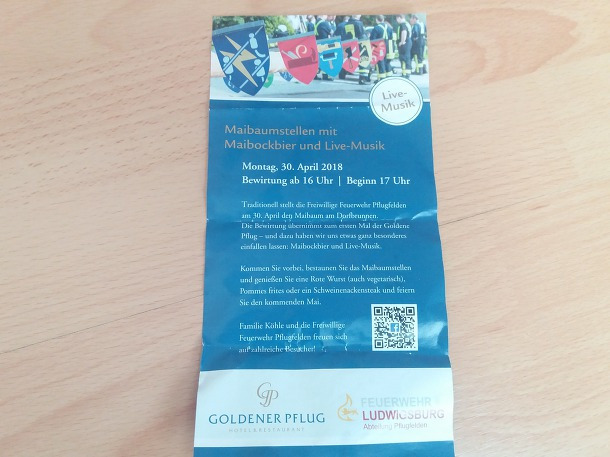 Live-
Musik
Maibaumstellen mit
Maibockbier und Live-Musik
Montag, 30. April 2018
Bewirtung ab 16 Uhr | Beginn 17 Uhr
Traditionell stellt die Freiwillige Feuerwehr Pflugfelden
am 30. April den Maibaum am Dorfbrunnen.
Die Bewirtung übernimmt zum ersten Mal der Goldene
Pflug – und dazu haben wir uns etwas ganz besonderes
einfallen lassen: Maibockbier und Live-Musik.
Kommen Sie vorbei, bestaunen Sie das Maibaumstellen
und genießen Sie eine Rote Wurst (auch vegetarisch),
Pommes frites oder ein Schweinenackensteak und feiern
Sie den kommenden Mai.
Familie Köhle und die Freiwillige
Feuerwehr Pflugfelden freuen sich
auf zahlreiche Besucher!
GP
GOLDENER PFLUG
HOTEL & RESTAURANT
FEUERWEHR
LUDWIGSBURG
Abteilung Pflugfelden